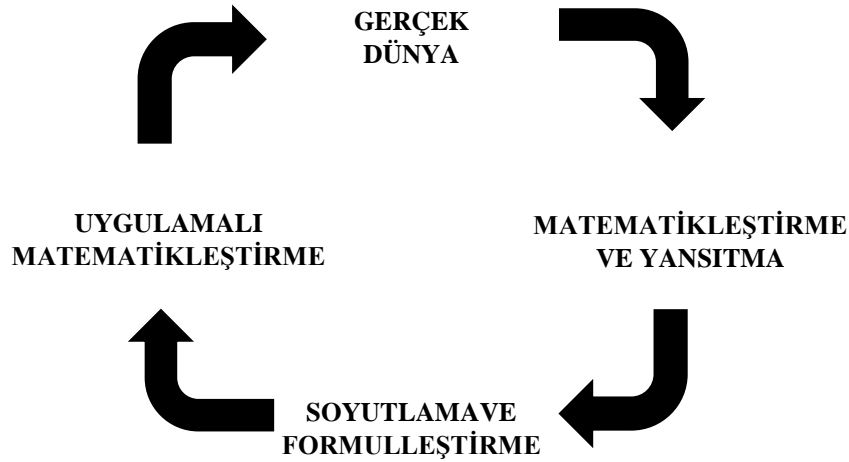 GERÇEK
DÜNYA
MATEMATİKLEŞTİRME
VE YANSITMA
SOYUTLAMAVE
FORMULLEŞTİRME
UYGULAMALI
MATEMATİKLEŞTİRME